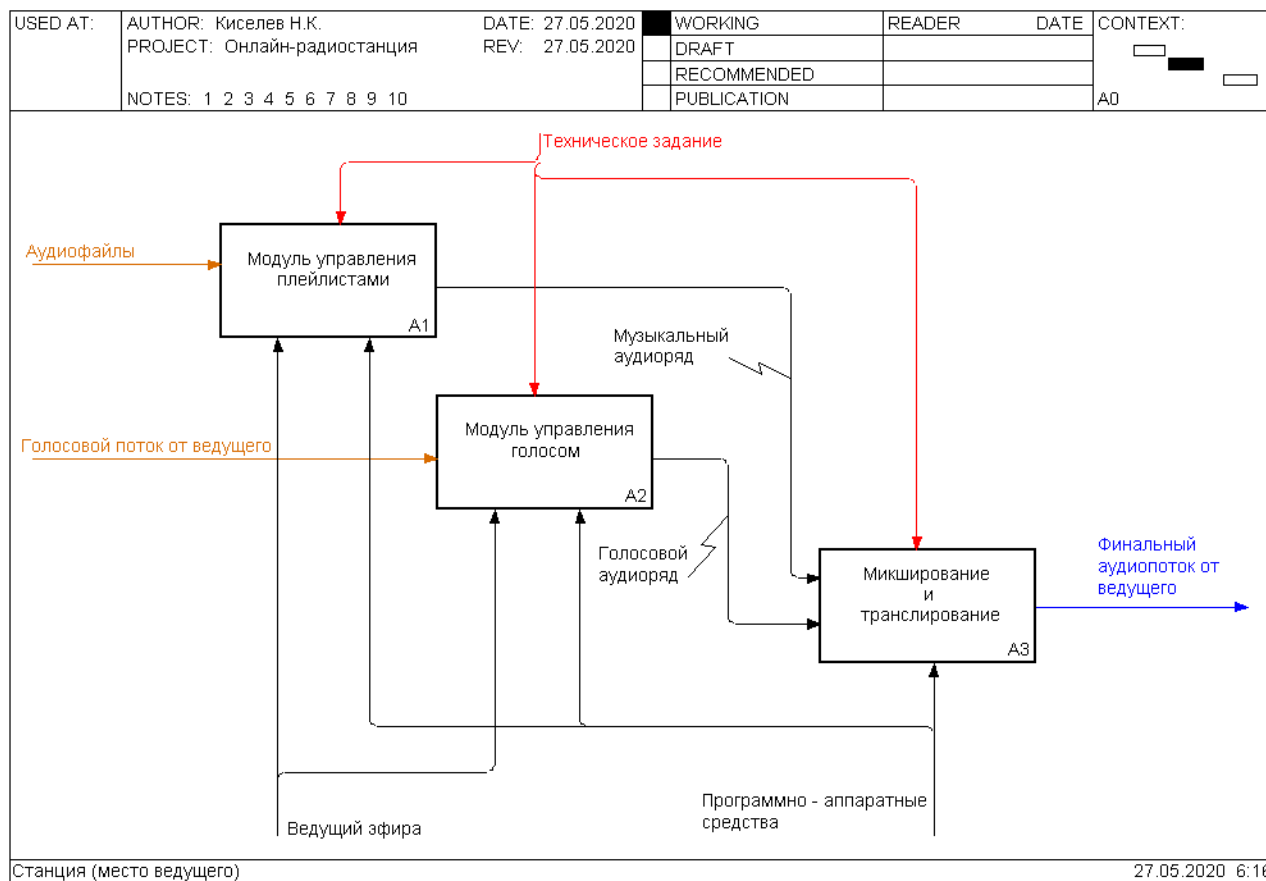 USED AT:
AUTHOR: Киселев Н.К.
DATE: 27.05.2020
PROJECT: Онлайн-радиостанция
REV: 27.05.2020
NOTES: 1 2 3 4 5 6 7 8 9 10
WORKING
DRAFT
RECOMMENDED
PUBLICATION
READER
DATE
CONTEXT:
A0
Техническое задание
Аудиофайлы
Модуль управления
плейлистами
A1
Музыкальный
аудиоряд
Голосовой поток от ведущего
Модуль управления
голосом
A2
Голосовой
аудиоряд
Микширование
и
транслирование
A3
Финальный
аудиопоток от
ведущего
Программно - аппаратные
средства
Ведущий эфира
Станция (место ведущего)
27.05.2020 6:16